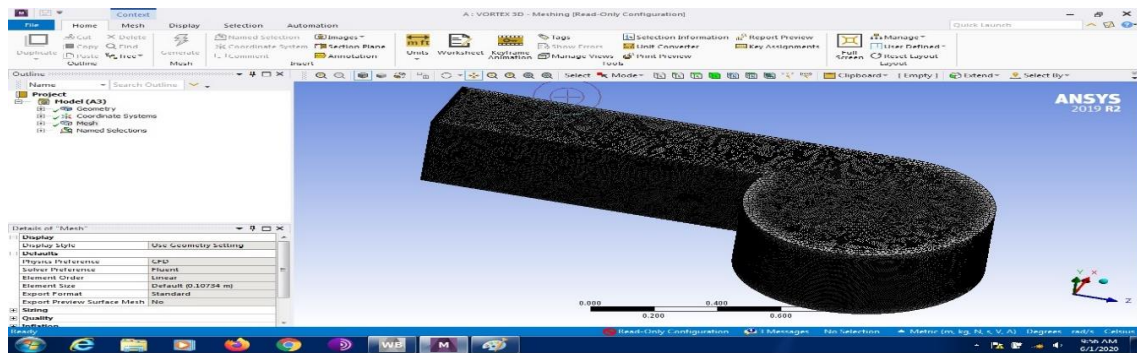 Context
A : VORTEX 3D - Meshing [Read-Only Configuration]
File Home Mesh Display Selection Automation
Quick Launch
Duplicate
Cut
Copy
Paste
Delete
Find
Tree
Outline
Generate
Mesh
Named Selection
Coordinate System
Comment
Images
Section Plane
Annotation
Insert
Units
Worksheet
Keyframe Animation
Tags
Show Errors
Manage Views
Selection Information
Unit Converter
Print Preview
Report Preview
Key Assignments
Tools
Full Screen
Manage
User Defined
Reset Layout
Layout
Outline
Select Mode Clipboard [Empty] Extend Select By
Name Search Outline
Project
Model (A3)
Geometry
Coordinate Systems
Mesh
Named Selections
ANSYS
2019 R2
Details of "Mesh"
Display
Display Style Use Geometry Setting
Defaults
Physics Preference CFD
Solver Preference Fluent
Element Order Linear
Element Size Default (0.10734 m)
Export Format Standard
Export Preview Surface Mesh No
Sizing
Quality
Inflation
0.000 0.400
0.200 0.600
Y X
Z
Ready
Read-Only Configuration 3 Messages No Selection Metric (m, kg, N, s, V, A) Degrees rad/s Celsius
WB M
9:56 AM
6/1/2020